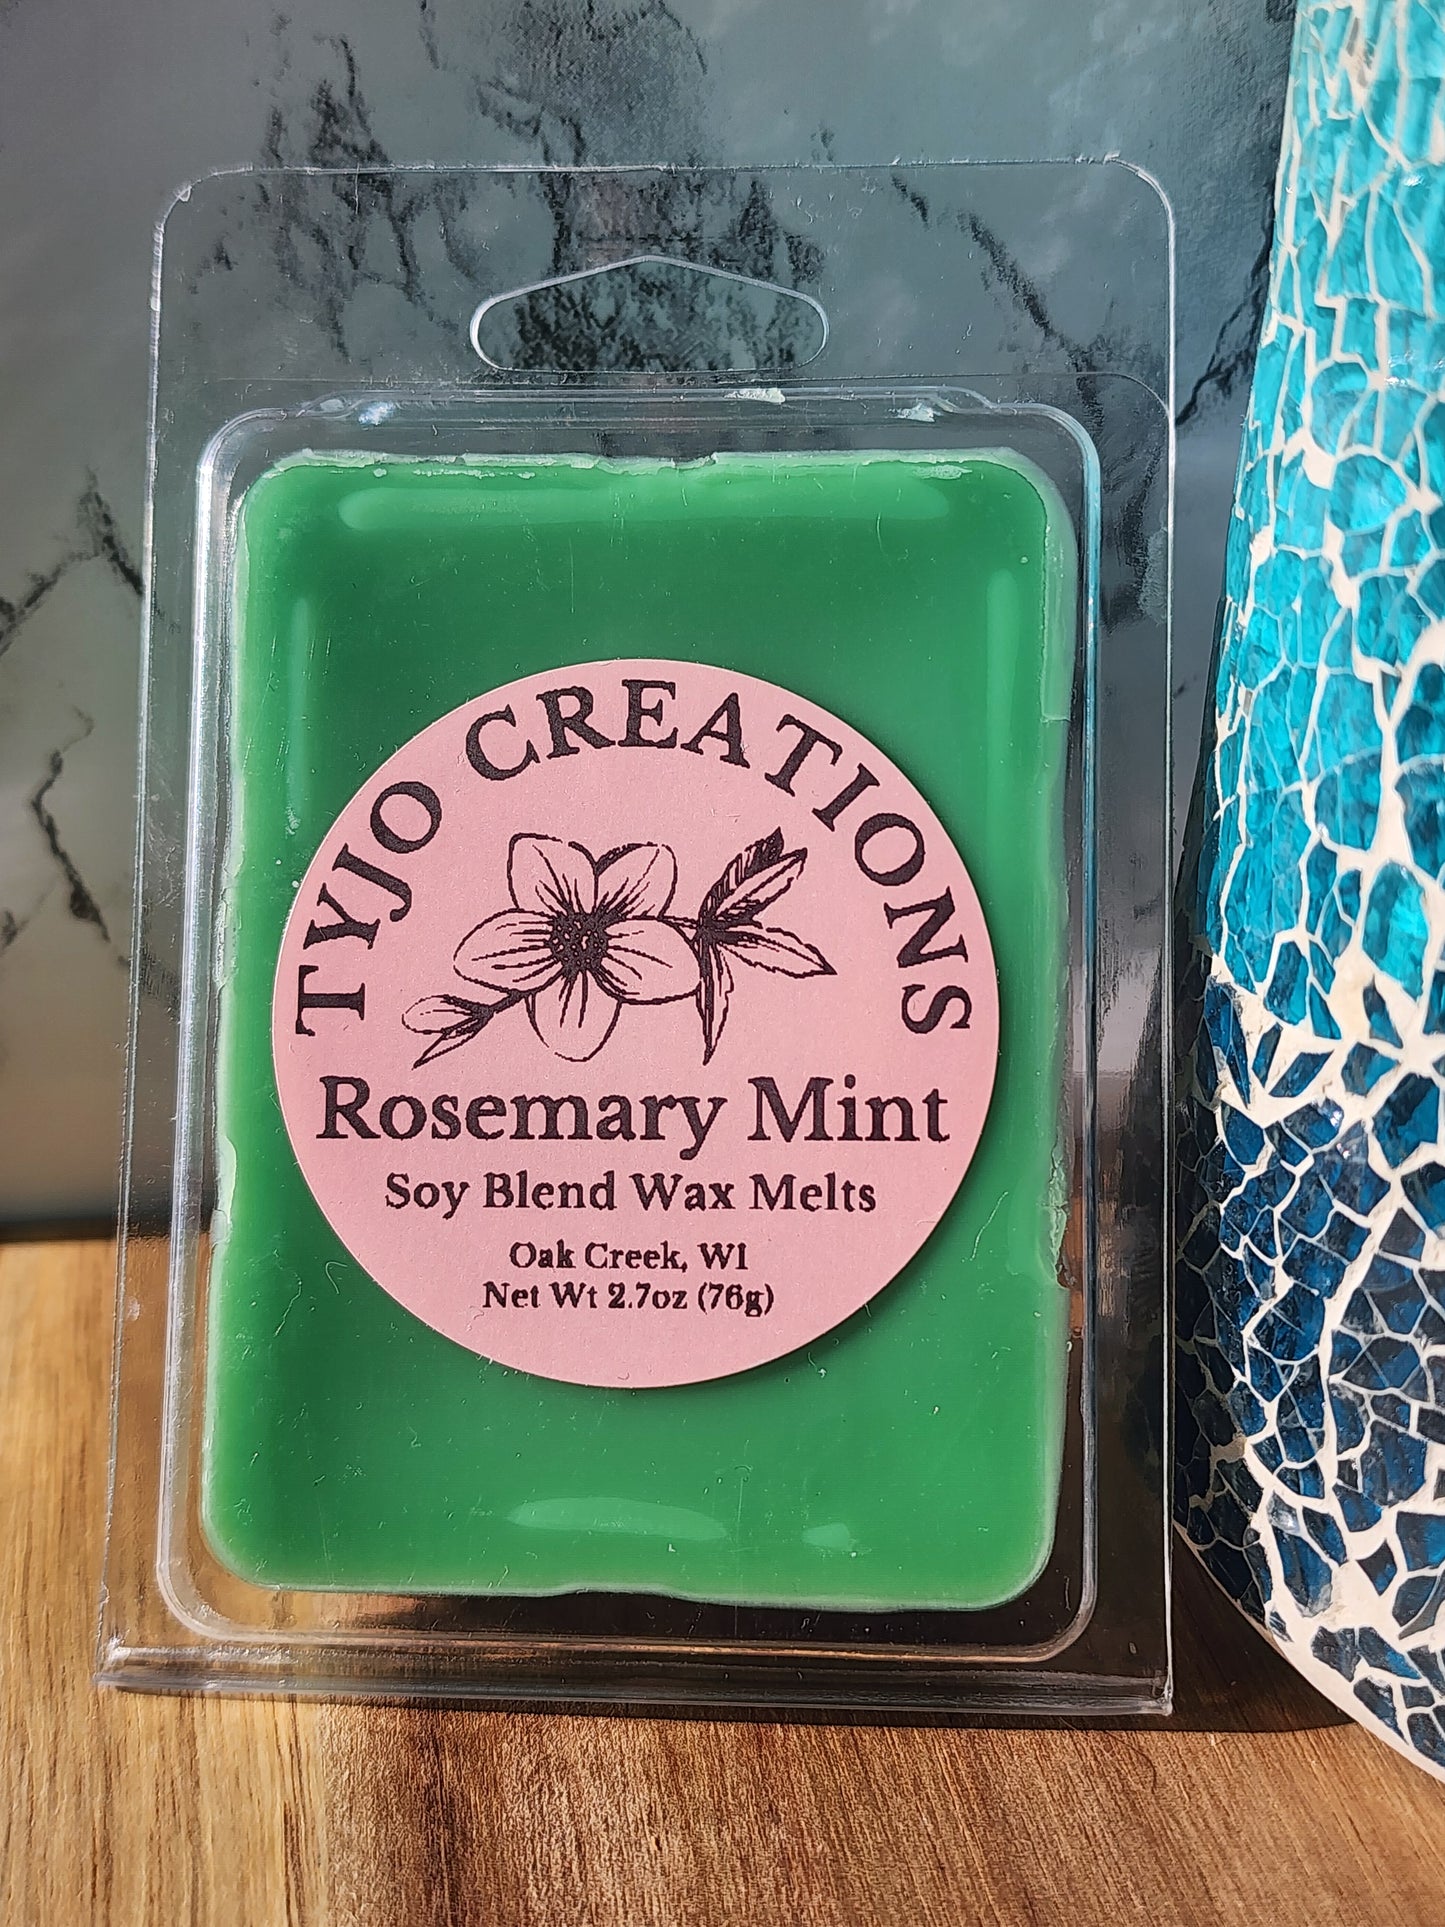 TYJO CREATIONS
Rosemary Mint
Soy Blend Wax Melts
Oak Creek, WI
Net Wt 2.7oz (76g)